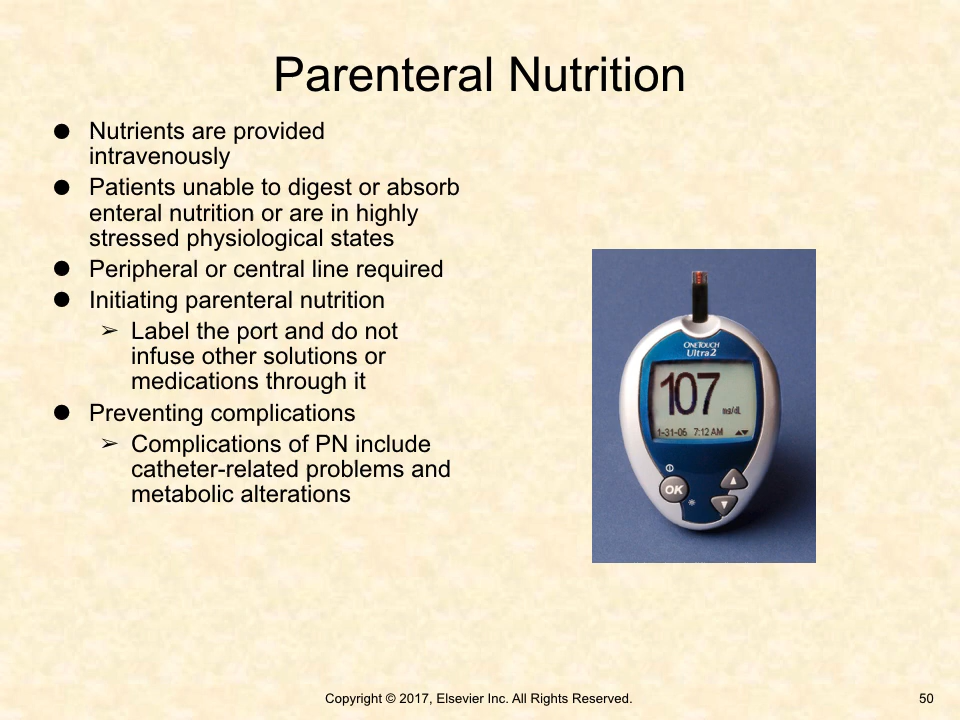 Parenteral Nutrition
● Nutrients are provided
intravenously
● Patients unable to digest or absorb
enteral nutrition or are in highly
stressed physiological states
● Peripheral or central line required
● Initiating parenteral nutrition
➢ Label the port and do not
infuse other solutions or
medications through it
● Preventing complications
➢ Complications of PN include
catheter-related problems and
metabolic alterations
ONETOUCH
Ultra2
107
mg/dL
1-31-06 7:12 AM
OK
Copyright © 2017, Elsevier Inc. All Rights Reserved.
50